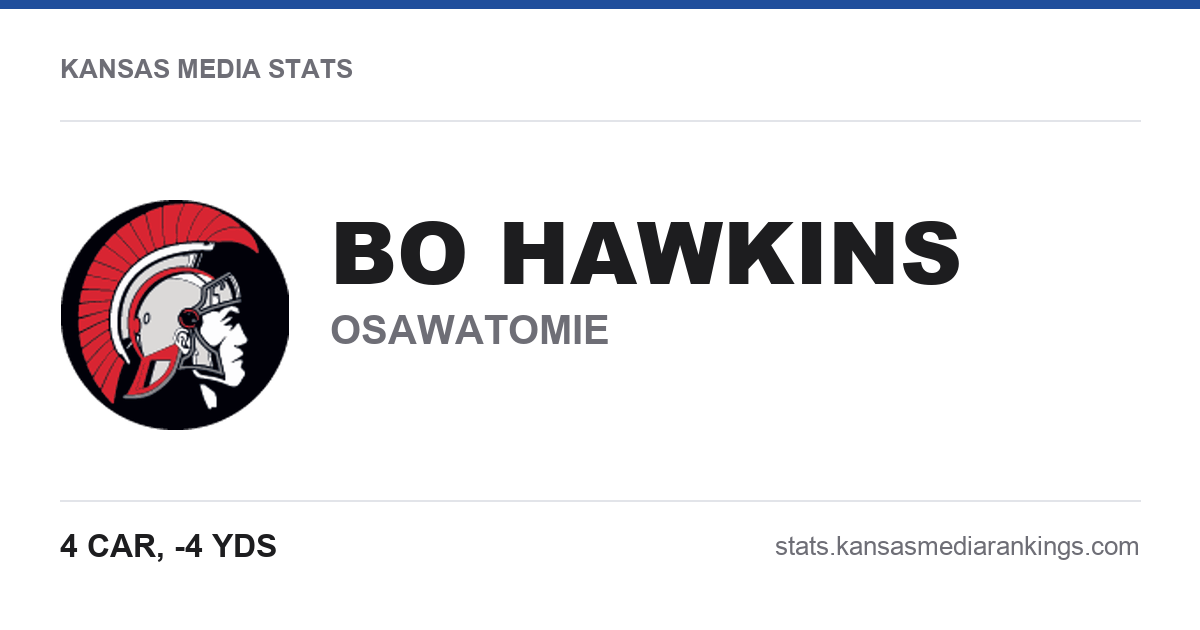 KANSAS MEDIA STATS
BO HAWKINS
OSAWATOMIE
4 CAR, -4 YDS
stats.kansasmediarankings.com